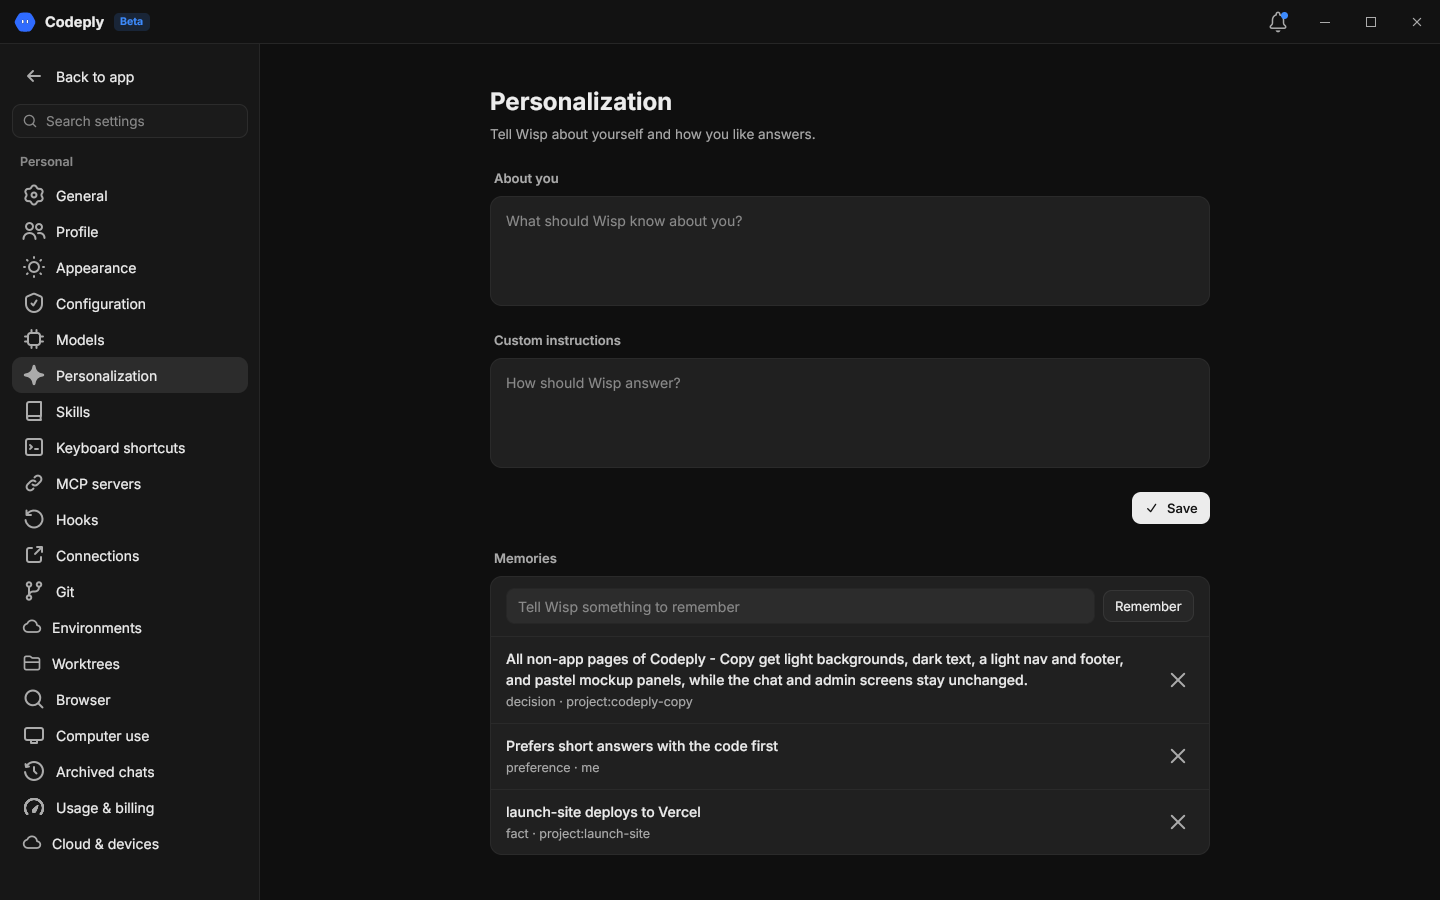 Codeply Beta
Back to app
Search settings
Personal
General
Profile
Appearance
Configuration
Models
Personalization
Skills
Keyboard shortcuts
MCP servers
Hooks
Connections
Git
Environments
Worktrees
Browser
Computer use
Archived chats
Usage & billing
Cloud & devices
Personalization
Tell Wisp about yourself and how you like answers.
About you
What should Wisp know about you?
Custom instructions
How should Wisp answer?
Save
Memories
Tell Wisp something to remember
Remember
All non-app pages of Codeply - Copy get light backgrounds, dark text, a light nav and footer,
and pastel mockup panels, while the chat and admin screens stay unchanged.
decision · project:codeply-copy
Prefers short answers with the code first
preference · me
launch-site deploys to Vercel
fact · project:launch-site